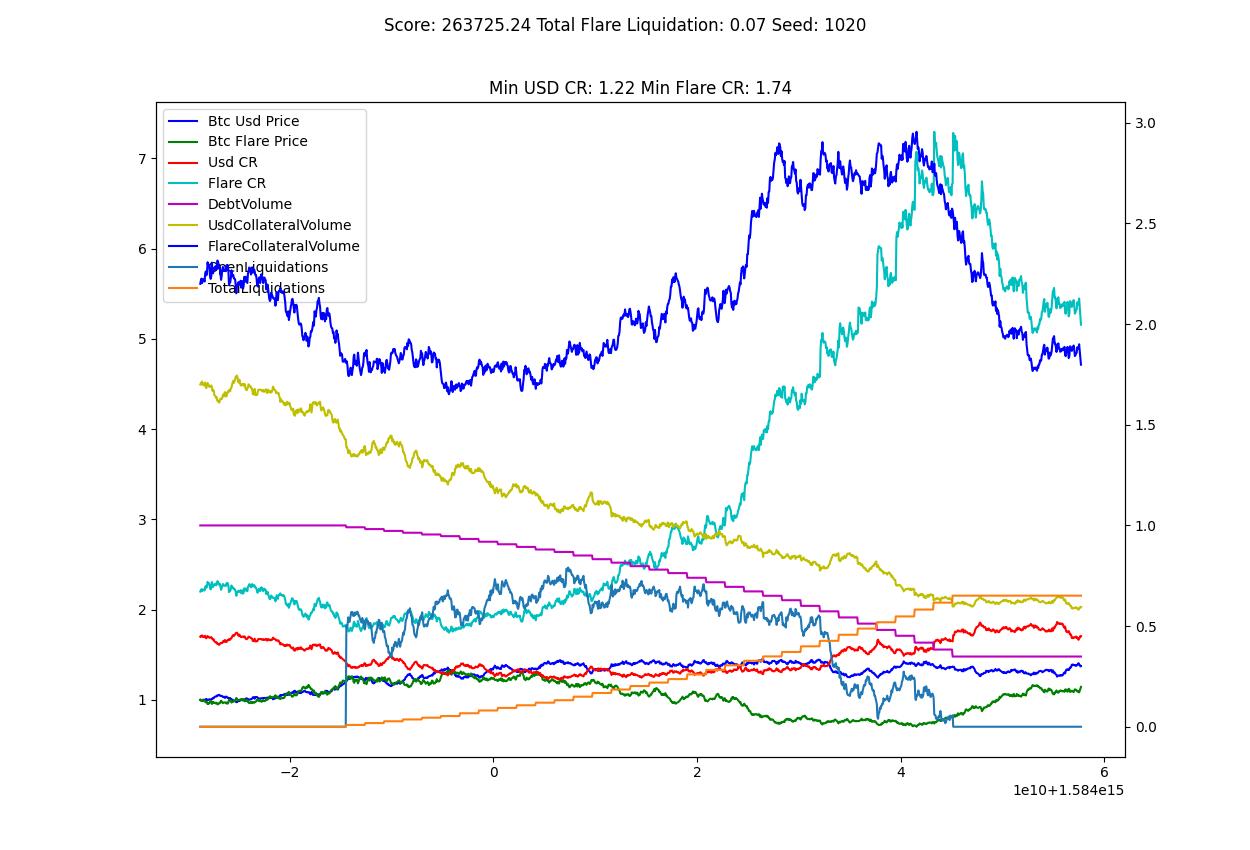 Score: 263725.24 Total Flare Liquidation: 0.07 Seed: 1020
Min USD CR: 1.22 Min Flare CR: 1.74
Btc Usd Price
Btc Flare Price
Usd CR
Flare CR
DebtVolume
UsdCollateralVolume
FlareCollateralVolume
OpenLiquidations
TotalLiquidations
7
6
5
4
3
2
1
3.0
2.5
2.0
1.5
1.0
0.5
0.0
−2 0 2 4 6
1e10+1.584e15